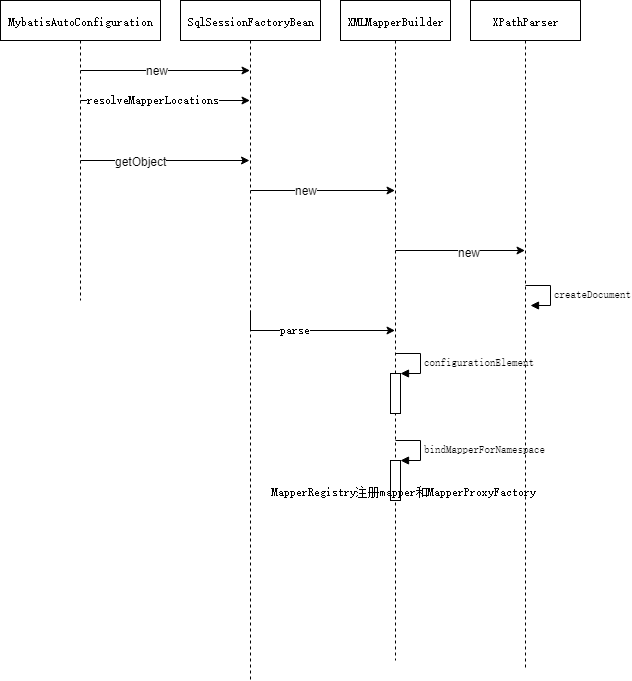 MybatisAutoConfiguration
SqlSessionFactoryBean
XMLMapperBuilder
XPathParser
new
resolveMapperLocations
getObject
new
new
createDocument
parse
configurationElement
bindMapperForNamespace
MapperRegistry注册mapper和MapperProxyFactory